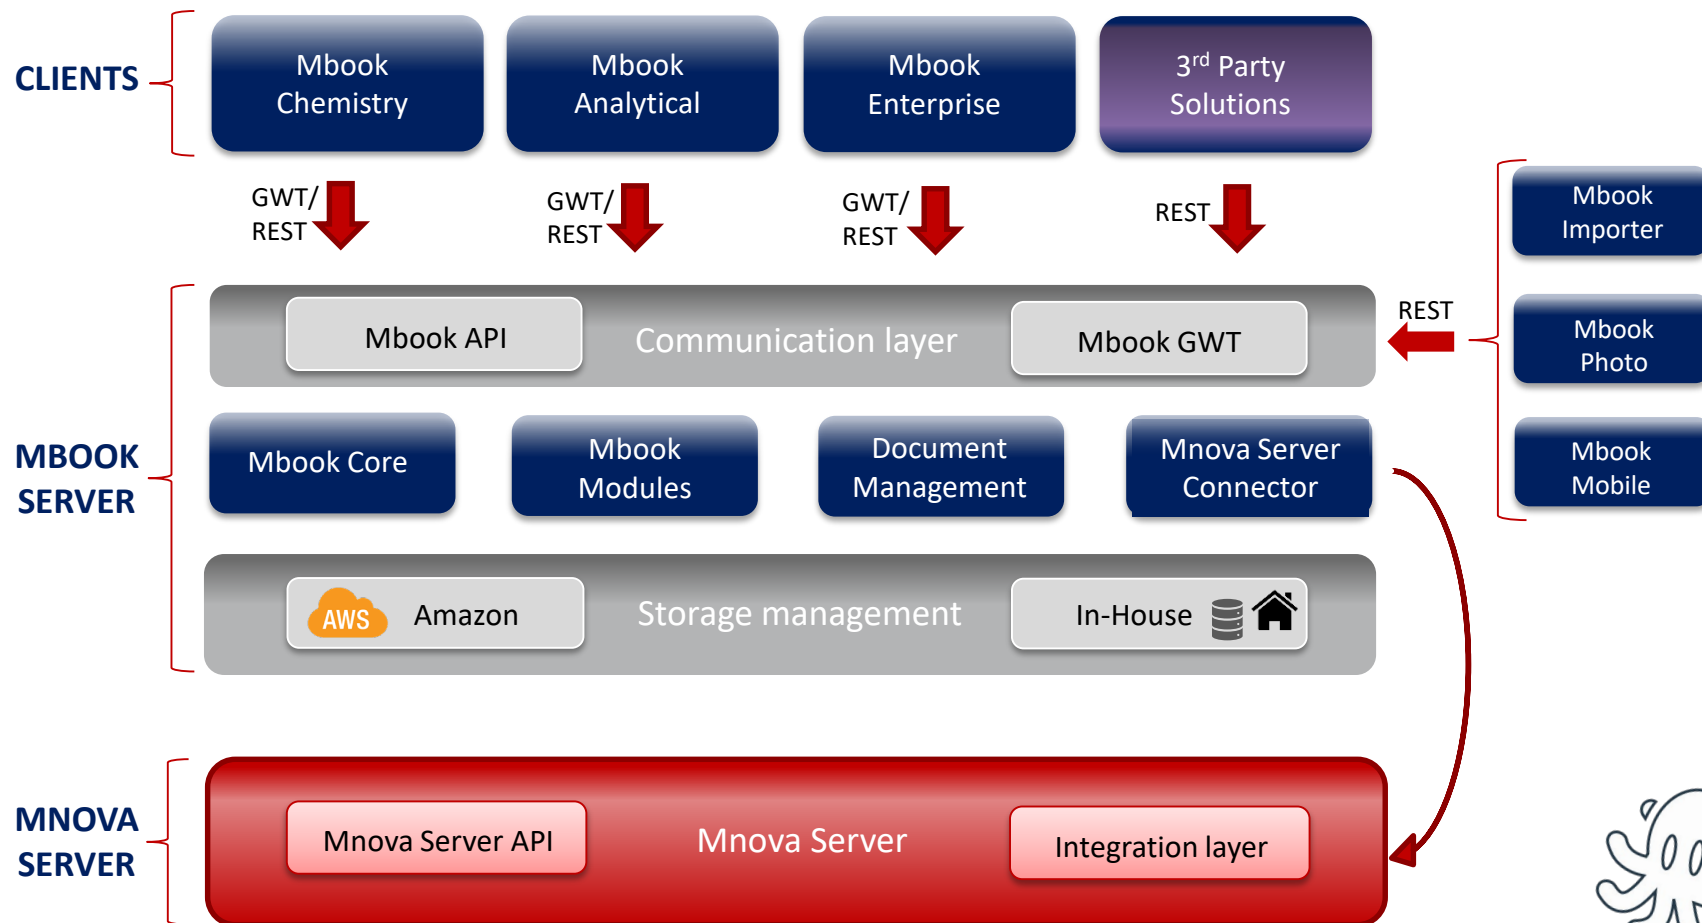 CLIENTS
Mbook
Chemistry
Mbook
Analytical
Mbook
Enterprise
3rd Party
Solutions
GWT/
REST
GWT/
REST
GWT/
REST
REST
Mbook
Importer
Mbook
Photo
Mbook
Mobile
REST
MBOOK
SERVER
Mbook API
Communication layer
Mbook GWT
Mbook Core
Mbook
Modules
Document
Management
Mnova Server
Connector
AWS
Amazon
Storage management
In-House
MNOVA
SERVER
Mnova Server API
Mnova Server
Integration layer